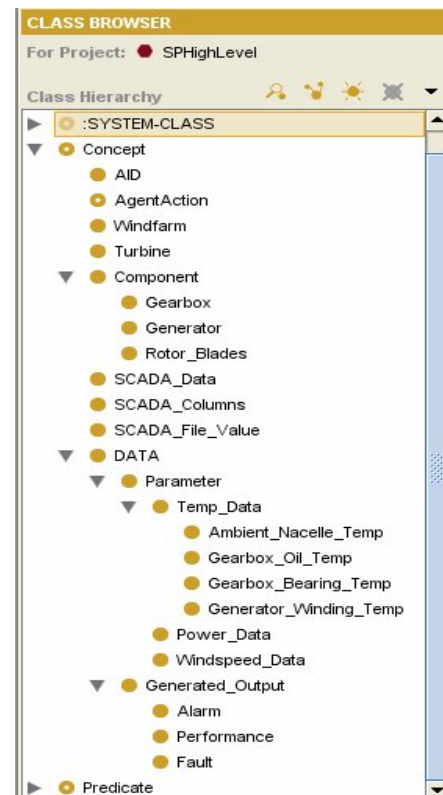 CLASS BROWSER
For Project: SPHighLevel
Class Hierarchy
:SYSTEM-CLASS
Concept
AID
AgentAction
Windfarm
Turbine
Component
Gearbox
Generator
Rotor_Blades
SCADA_Data
SCADA_Columns
SCADA_File_Value
DATA
Parameter
Temp_Data
Ambient_Nacelle_Temp
Gearbox_Oil_Temp
Gearbox_Bearing_Temp
Generator_Winding_Temp
Power_Data
Windspeed_Data
Generated_Output
Alarm
Performance
Fault
Predicate